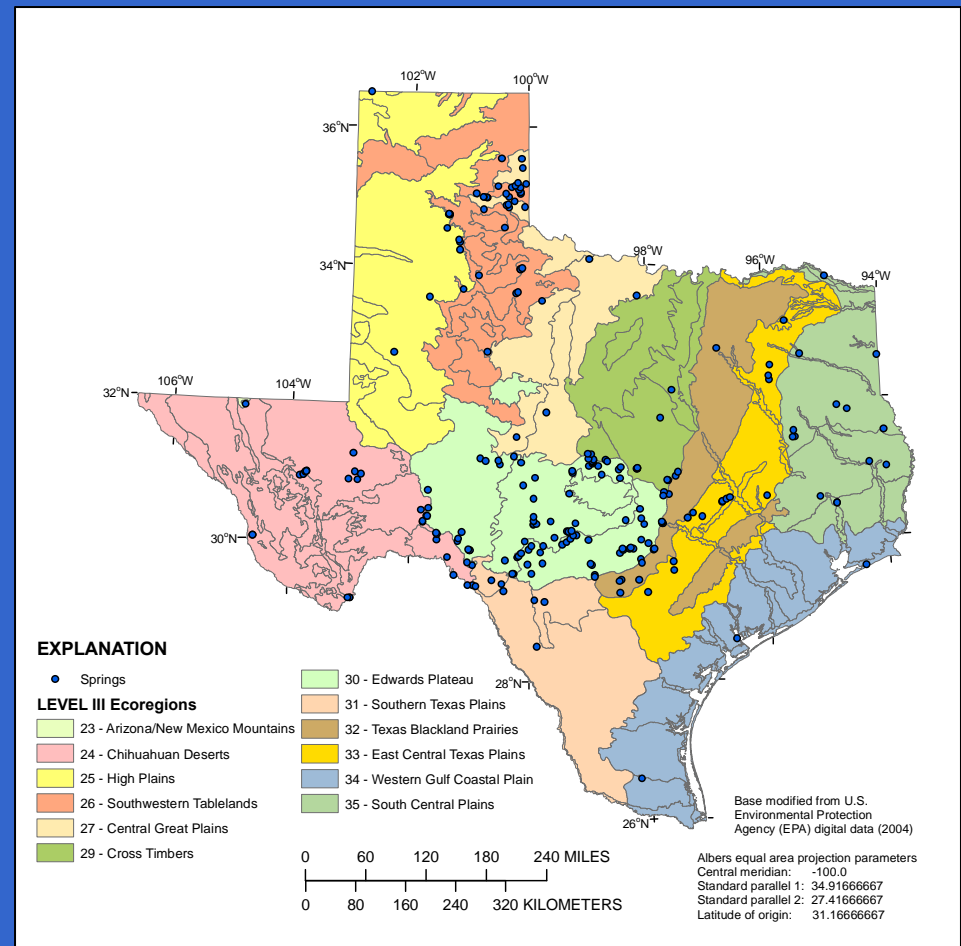 102°W
100°W
36°N
34°N
98°W
96°W
94°W
32°N
106°W
104°W
30°N
28°N
26°N
EXPLANATION
Springs
LEVEL III Ecoregions
23 - Arizona/New Mexico Mountains
24 - Chihuahuan Deserts
25 - High Plains
26 - Southwestern Tablelands
27 - Central Great Plains
29 - Cross Timbers
30 - Edwards Plateau
31 - Southern Texas Plains
32 - Texas Blackland Prairies
33 - East Central Texas Plains
34 - Western Gulf Coastal Plain
35 - South Central Plains
0 60 120 180 240 MILES
0 80 160 240 320 KILOMETERS
Base modified from U.S.
Environmental Protection
Agency (EPA) digital data (2004)
Albers equal area projection parameters
Central meridian: -100.0
Standard parallel 1: 34.91666667
Standard parallel 2: 27.41666667
Latitude of origin: 31.16666667